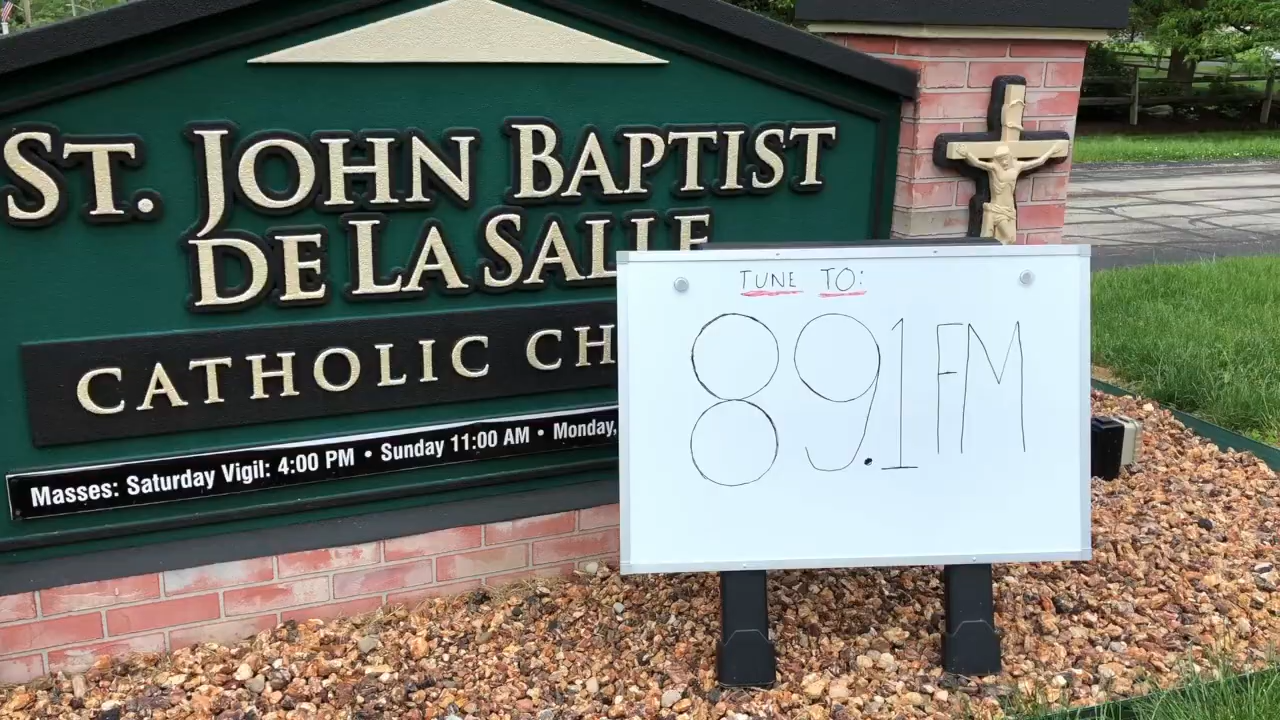 ST. JOHN BAPTIST
DE LA SALLE
CATHOLIC CH
Masses: Saturday Vigil: 4:00 PM • Sunday 11:00 AM • Monday,
TUNE TO:
89.1 FM